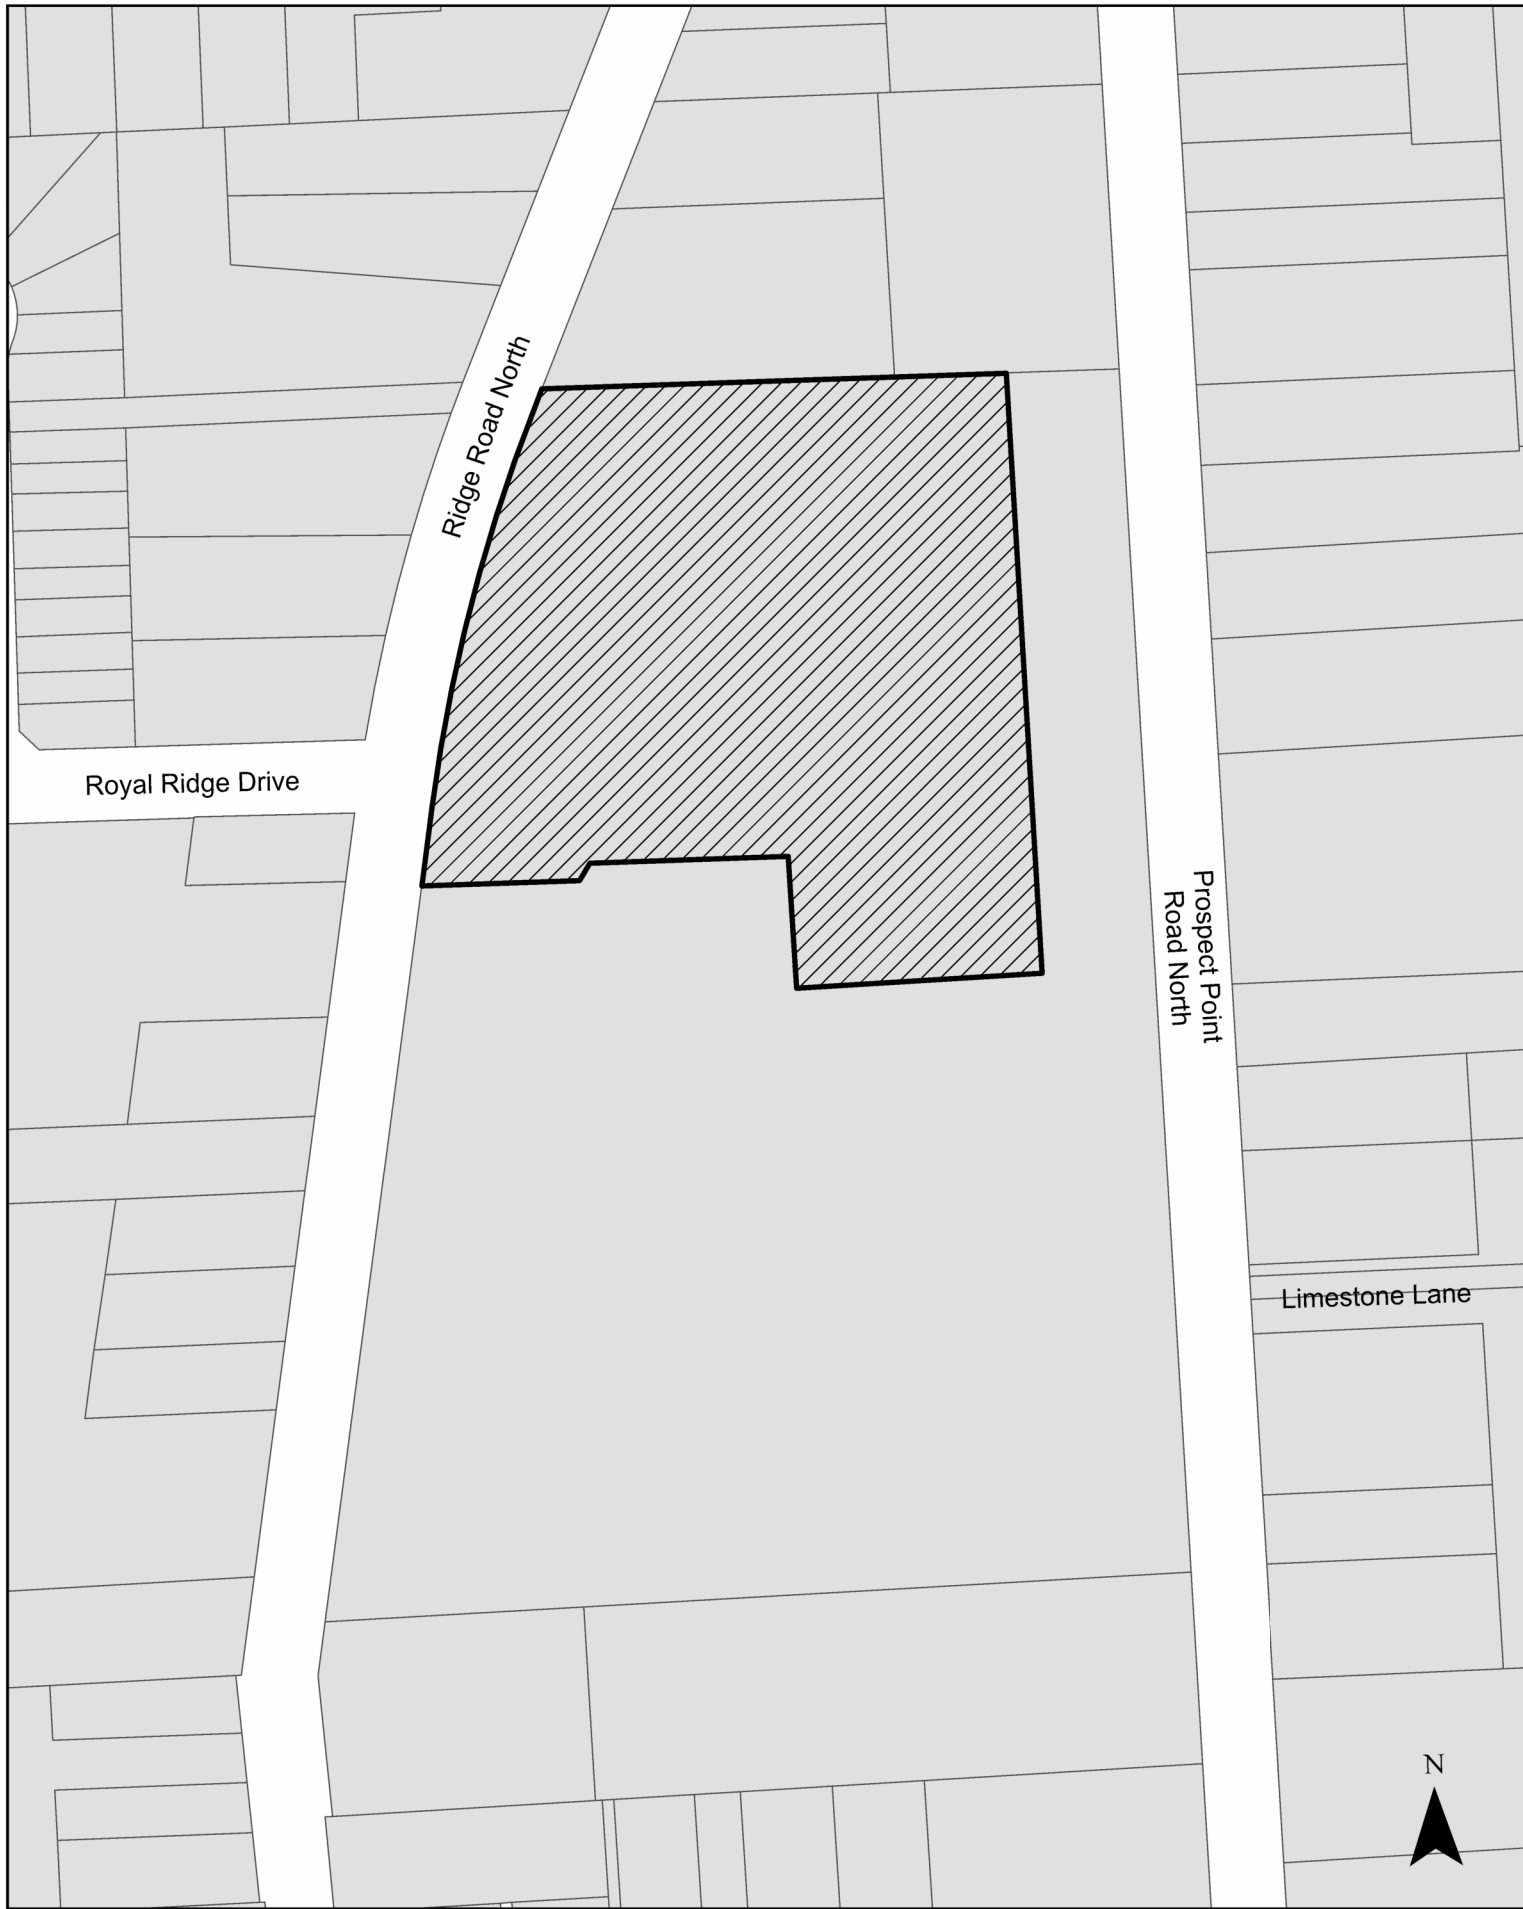 Ridge Road North
Royal Ridge Drive
Prospect Point
Road North
Limestone Lane
N